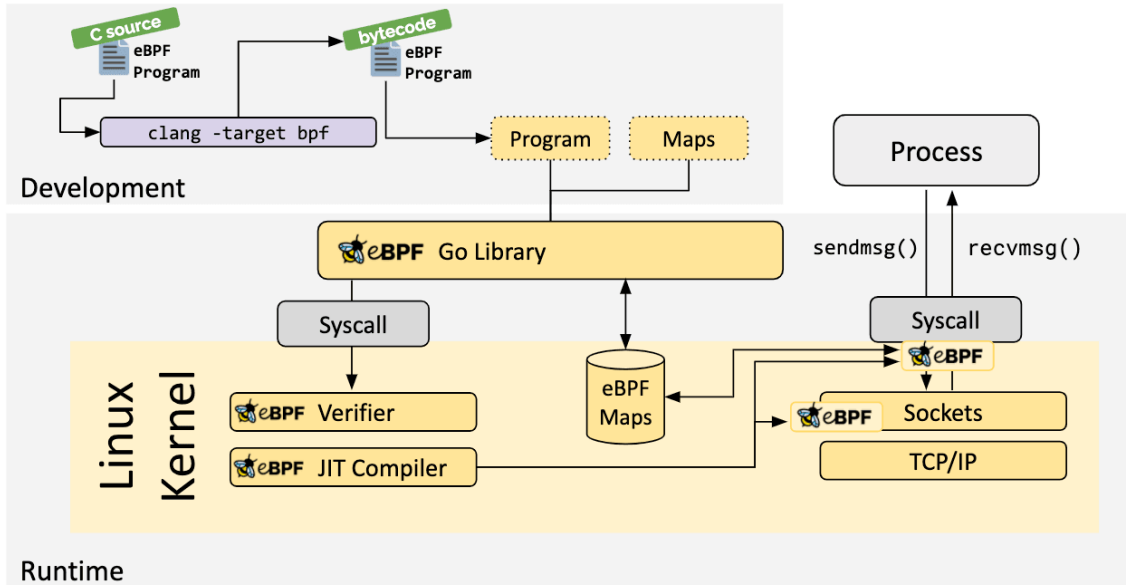 C source
eBPF
Program
bytecode
eBPF
Program
clang -target bpf
Program
Maps
Process
Development
eBPF Go Library
sendmsg()
recvmsg()
Syscall
Syscall
eBPF
Linux
Kernel
eBPF
Maps
eBPF Verifier
eBPF
Sockets
eBPF JIT Compiler
TCP/IP
Runtime